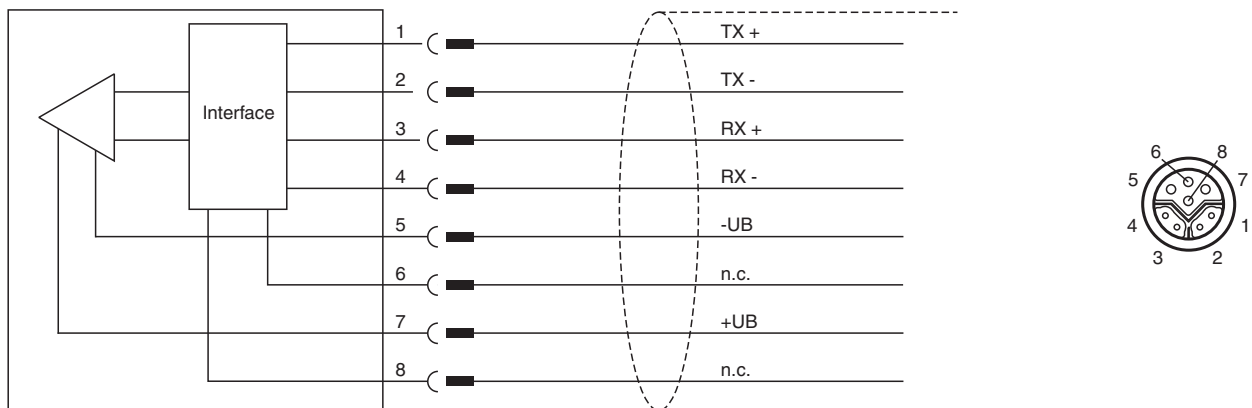 Interface
1 TX +
2 TX -
3 RX +
4 RX -
5 -UB
6 n.c.
7 +UB
8 n.c.
6 8
5 7
4 1
3 2